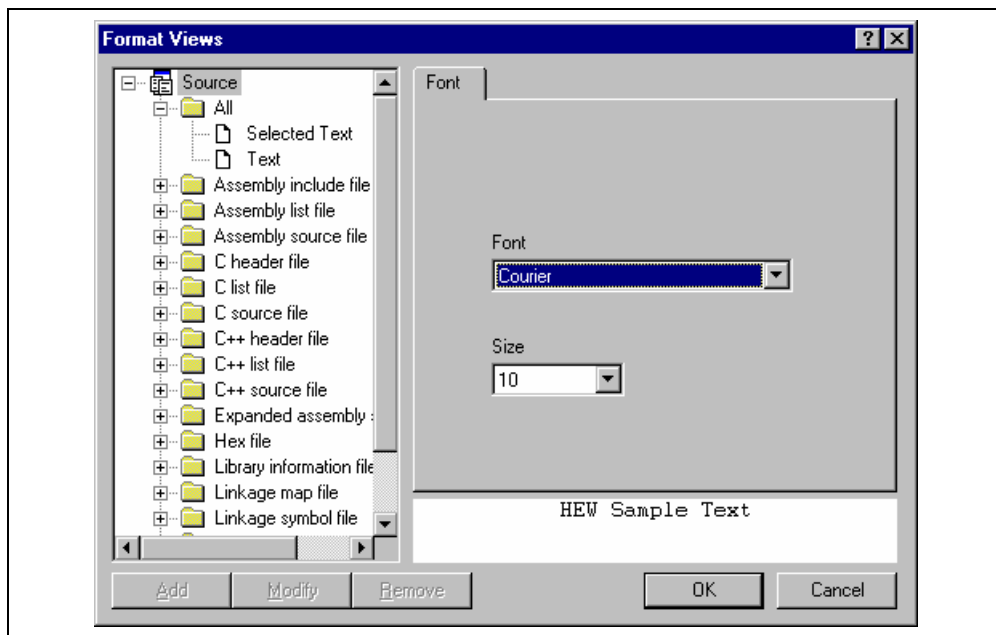 Format Views
Source
All
Selected Text
Text
Assembly include file
Assembly list file
Assembly source file
C header file
C list file
C source file
C++ header file
C++ list file
C++ source file
Expanded assembly
Hex file
Library information file
Linkage map file
Linkage symbol file
Font
Font
Courier
Size
10
HEW Sample Text
Add Modify Remove OK Cancel